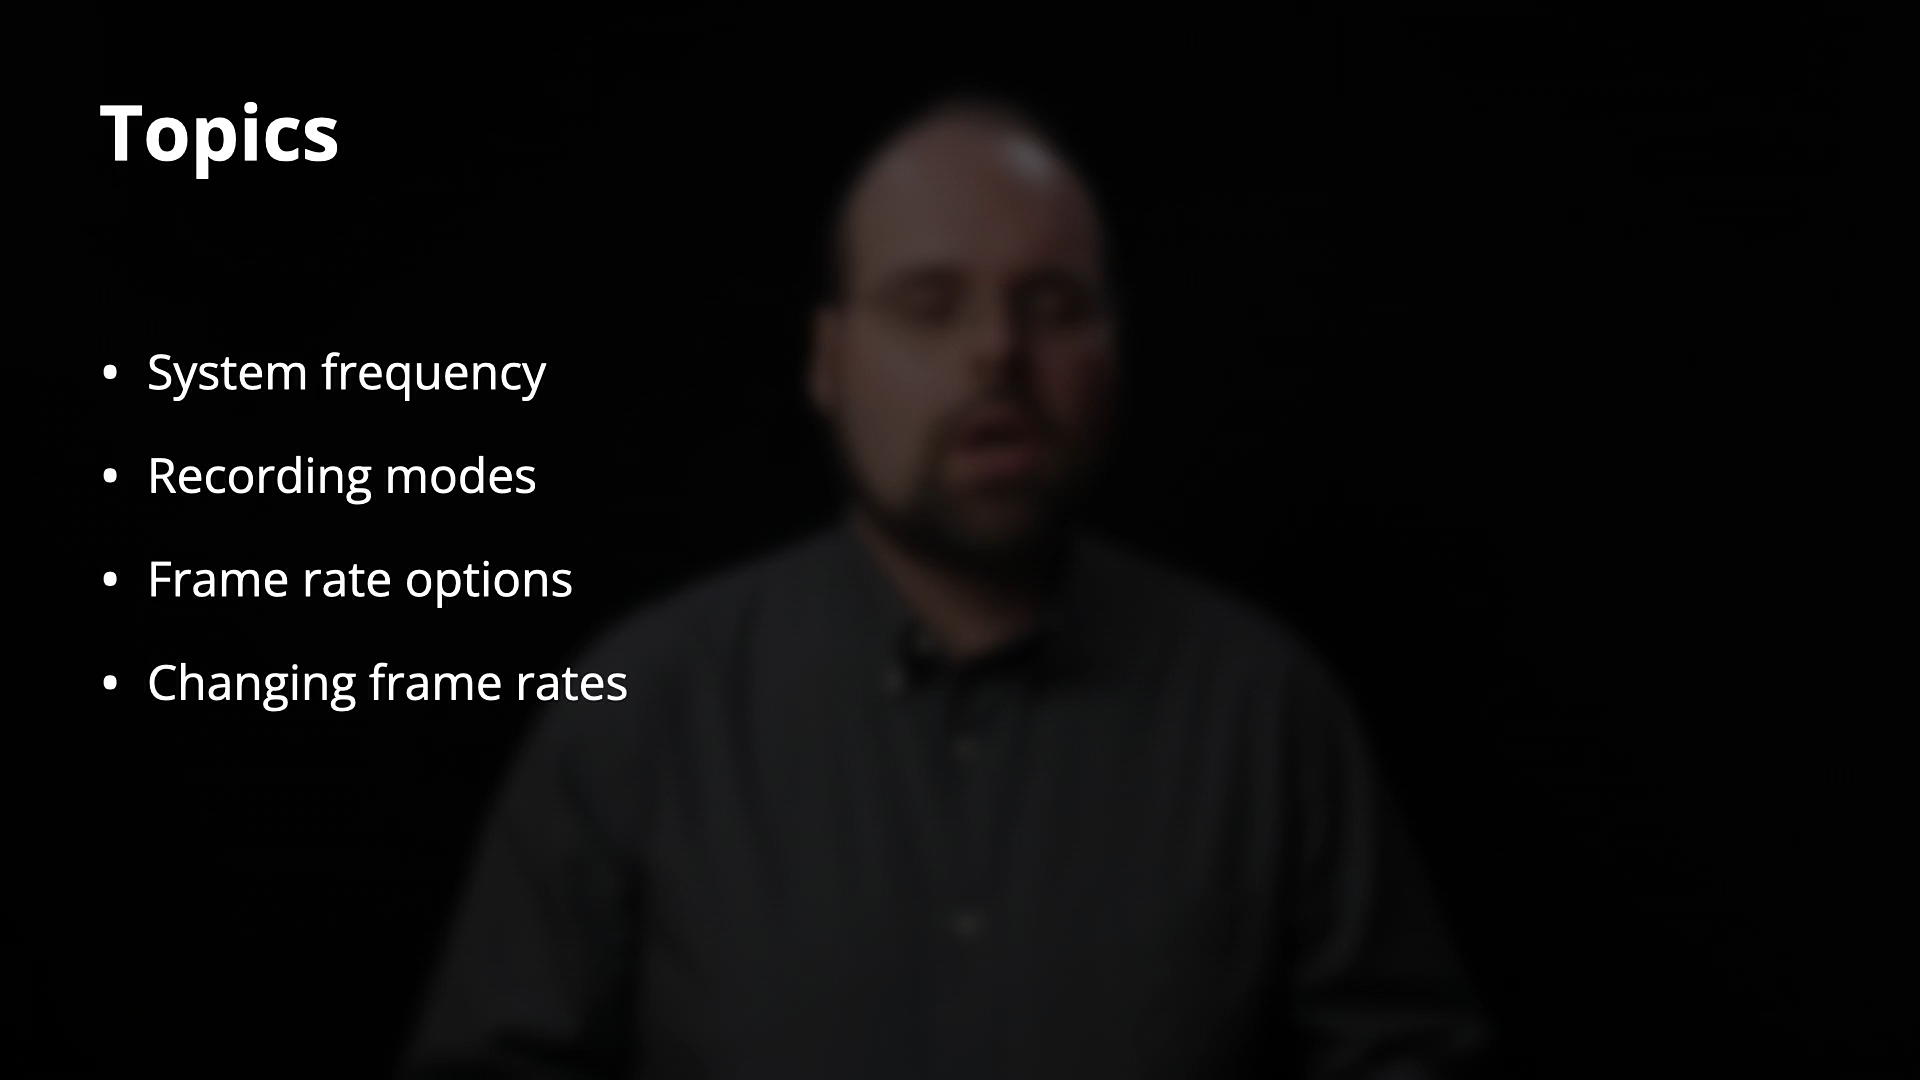 Topics
• System frequency
• Recording modes
• Frame rate options
• Changing frame rates